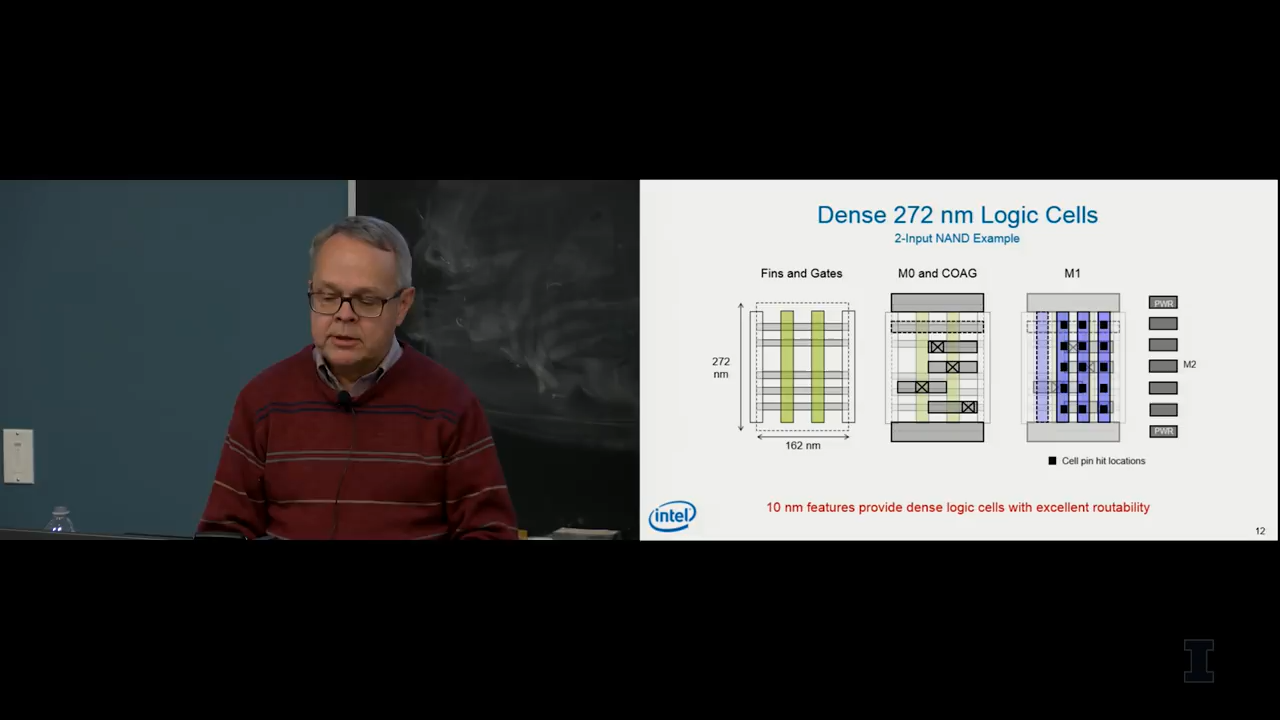 Dense 272 nm Logic Cells
2-Input NAND Example
Fins and Gates
M0 and COAG
M1
272
nm
162 nm
PWR
M2
PWR
Cell pin hit locations
10 nm features provide dense logic cells with excellent routability
intel
12
I